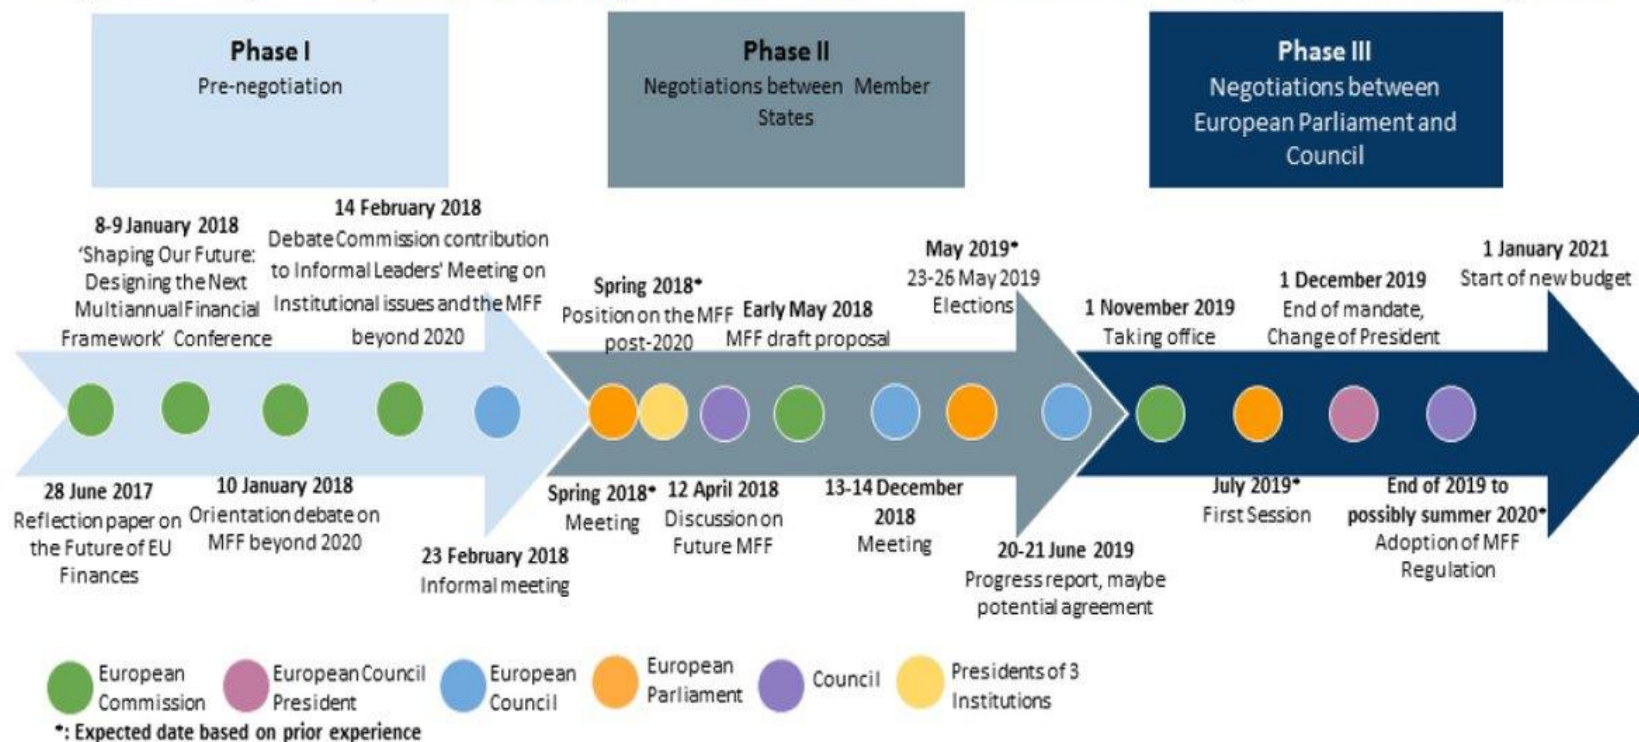 Phase I
Pre-negotiation
Phase II
Negotiations between Member
States
Phase III
Negotiations between
European Parliament and
Council
8-9 January 2018
‘Shaping Our Future:
Designing the Next
Multiannual Financial
Framework’ Conference
14 February 2018
Debate Commission contribution
to Informal Leaders' Meeting on
Institutional issues and the MFF
beyond 2020
Spring 2018*
Position on the MFF
post-2020
Early May 2018
MFF draft proposal
May 2019*
23-26 May 2019
Elections
1 November 2019
Taking office
1 December 2019
End of mandate,
Change of President
1 January 2021
Start of new budget
28 June 2017
Reflection paper on
the Future of EU
Finances
10 January 2018
Orientation debate on
MFF beyond 2020
23 February 2018
Informal meeting
Spring 2018*
Meeting
12 April 2018
Discussion on
Future MFF
13-14 December
2018
Meeting
20-21 June 2019
Progress report, maybe
potential agreement
July 2019*
First Session
End of 2019 to
possibly summer 2020*
Adoption of MFF
Regulation
European
Commission
European Council
President
European
Council
European
Parliament
Council
Presidents of 3
Institutions
*: Expected date based on prior experience